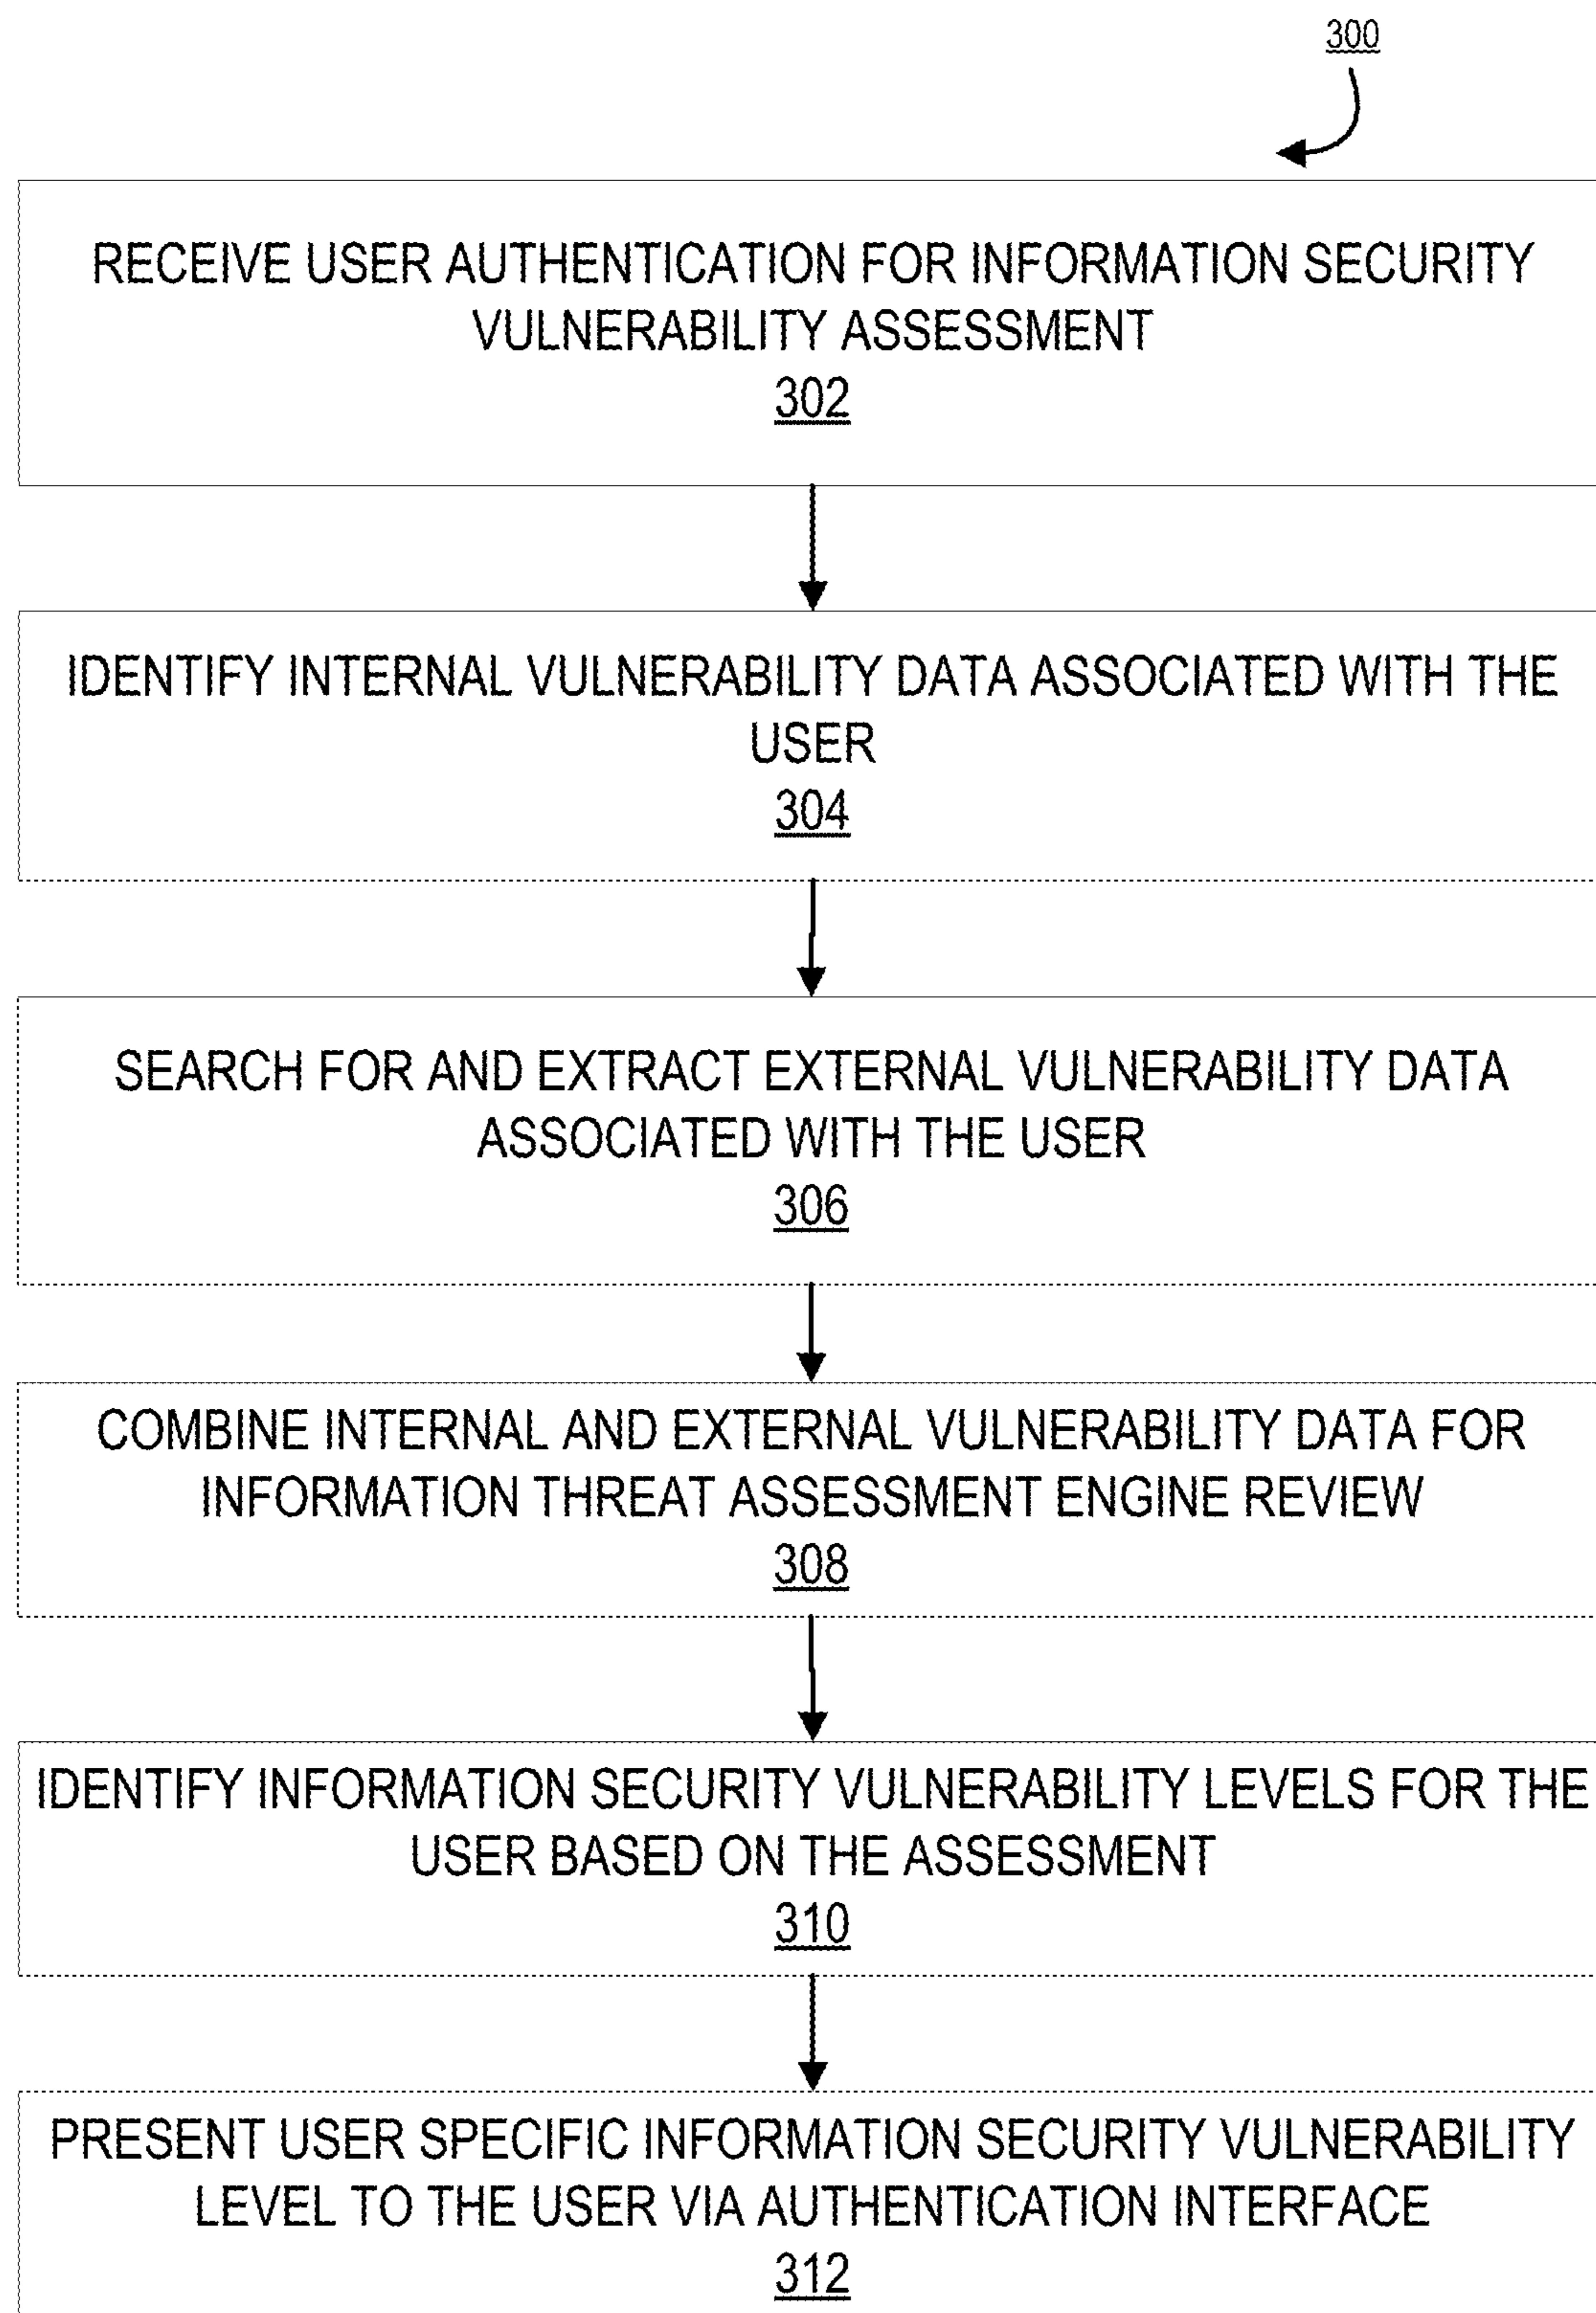 300
RECEIVE USER AUTHENTICATION FOR INFORMATION SECURITY
VULNERABILITY ASSESSMENT
302
IDENTIFY INTERNAL VULNERABILITY DATA ASSOCIATED WITH THE
USER
304
SEARCH FOR AND EXTRACT EXTERNAL VULNERABILITY DATA
ASSOCIATED WITH THE USER
306
COMBINE INTERNAL AND EXTERNAL VULNERABILITY DATA FOR
INFORMATION THREAT ASSESSMENT ENGINE REVIEW
308
IDENTIFY INFORMATION SECURITY VULNERABILITY LEVELS FOR THE
USER BASED ON THE ASSESSMENT
310
PRESENT USER SPECIFIC INFORMATION SECURITY VULNERABILITY
LEVEL TO THE USER VIA AUTHENTICATION INTERFACE
312